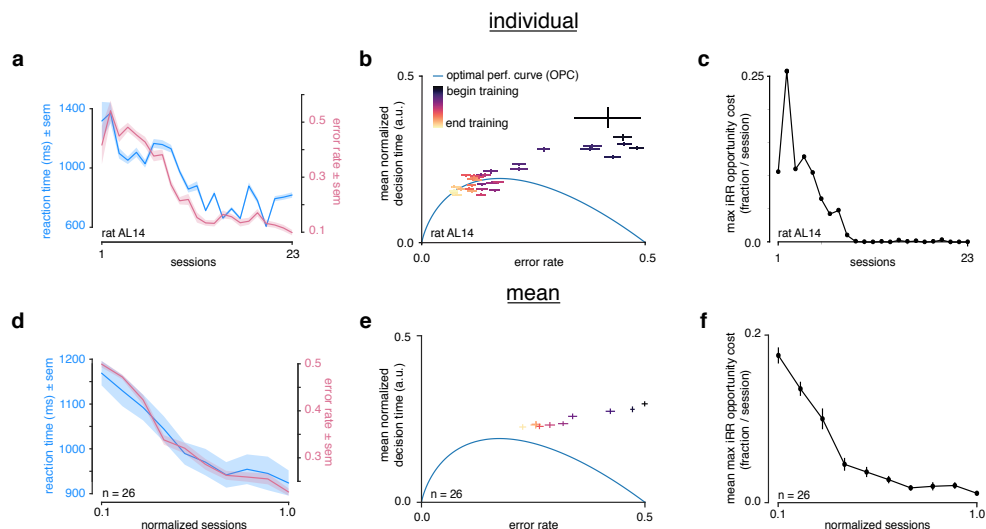 individual
a
reaction time (ms) ± sem
1400
1000
600
0.5
0.3
0.1
error rate ± sem
rat AL14
1
23
sessions
b
mean normalized
decision time (a.u.)
0.5
0.0
optimal perf. curve (OPC)
begin training
end training
rat AL14
0.0
0.5
error rate
c
max iRR opportunity cost
(fraction / session)
0.3
0.0
rat AL14
1
23
sessions
mean
d
reaction time (ms) ± sem
1200
1100
1000
900
0.5
0.4
0.3
error rate ± sem
n = 26
0.1
1.0
normalized sessions
e
mean normalized
decision time (a.u.)
0.5
0.0
n = 26
0.0
0.5
error rate
f
mean max iRR opportunity cost
(fraction / session)
0.2
0.0
n = 26
0.1
1.0
normalized sessions